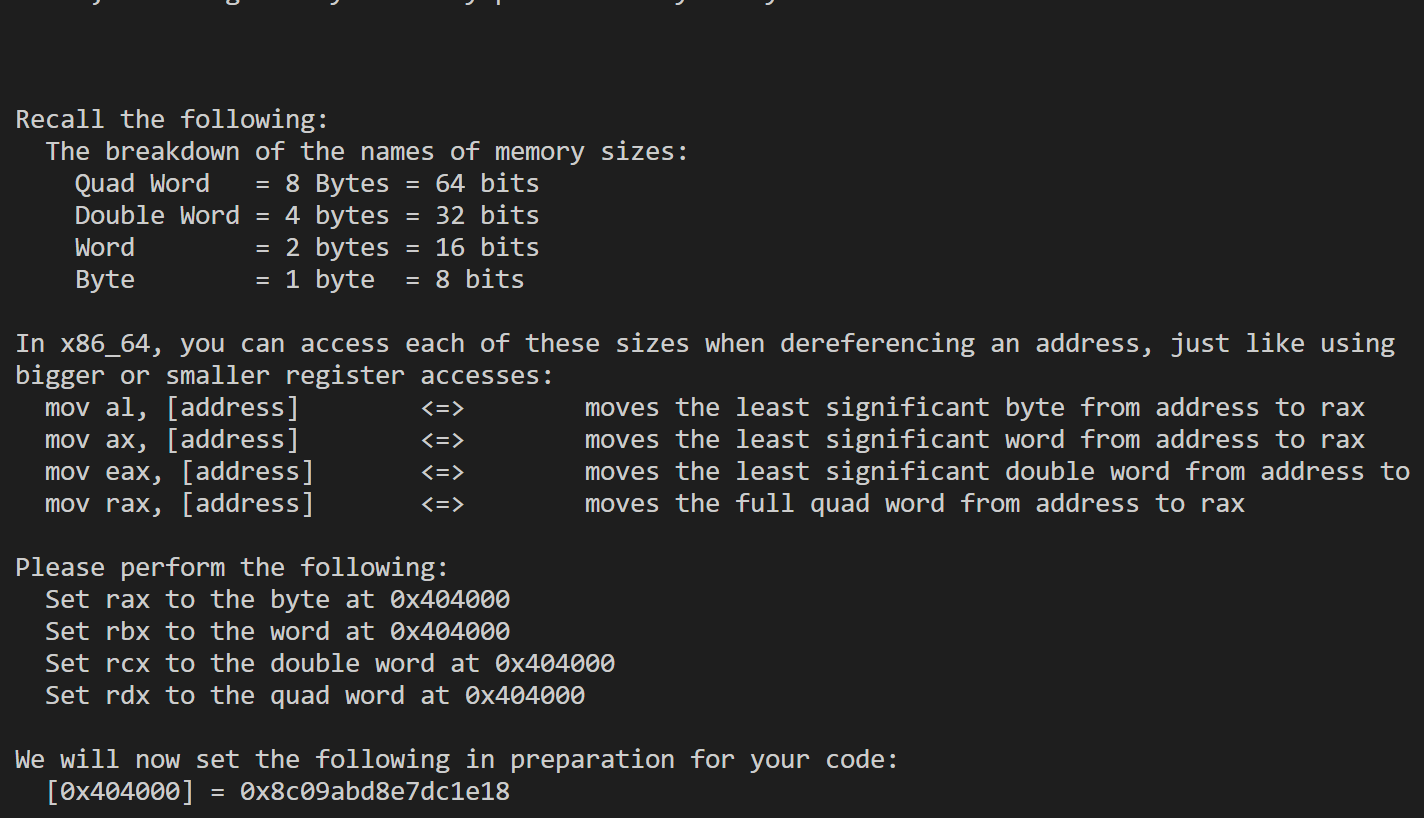 Recall the following:
  The breakdown of the names of memory sizes:
    Quad Word   = 8 Bytes = 64 bits
    Double Word = 4 bytes = 32 bits
    Word        = 2 bytes = 16 bits
    Byte        = 1 byte  = 8 bits

In x86_64, you can access each of these sizes when dereferencing an address, just like using
bigger or smaller register accesses:
  mov al, [address]        <=>        moves the least significant byte from address to rax
  mov ax, [address]        <=>        moves the least significant word from address to rax
  mov eax, [address]       <=>        moves the least significant double word from address to
  mov rax, [address]       <=>        moves the full quad word from address to rax

Please perform the following:
  Set rax to the byte at 0x404000
  Set rbx to the word at 0x404000
  Set rcx to the double word at 0x404000
  Set rdx to the quad word at 0x404000

We will now set the following in preparation for your code:
  [0x404000] = 0x8c09abd8e7dc1e18